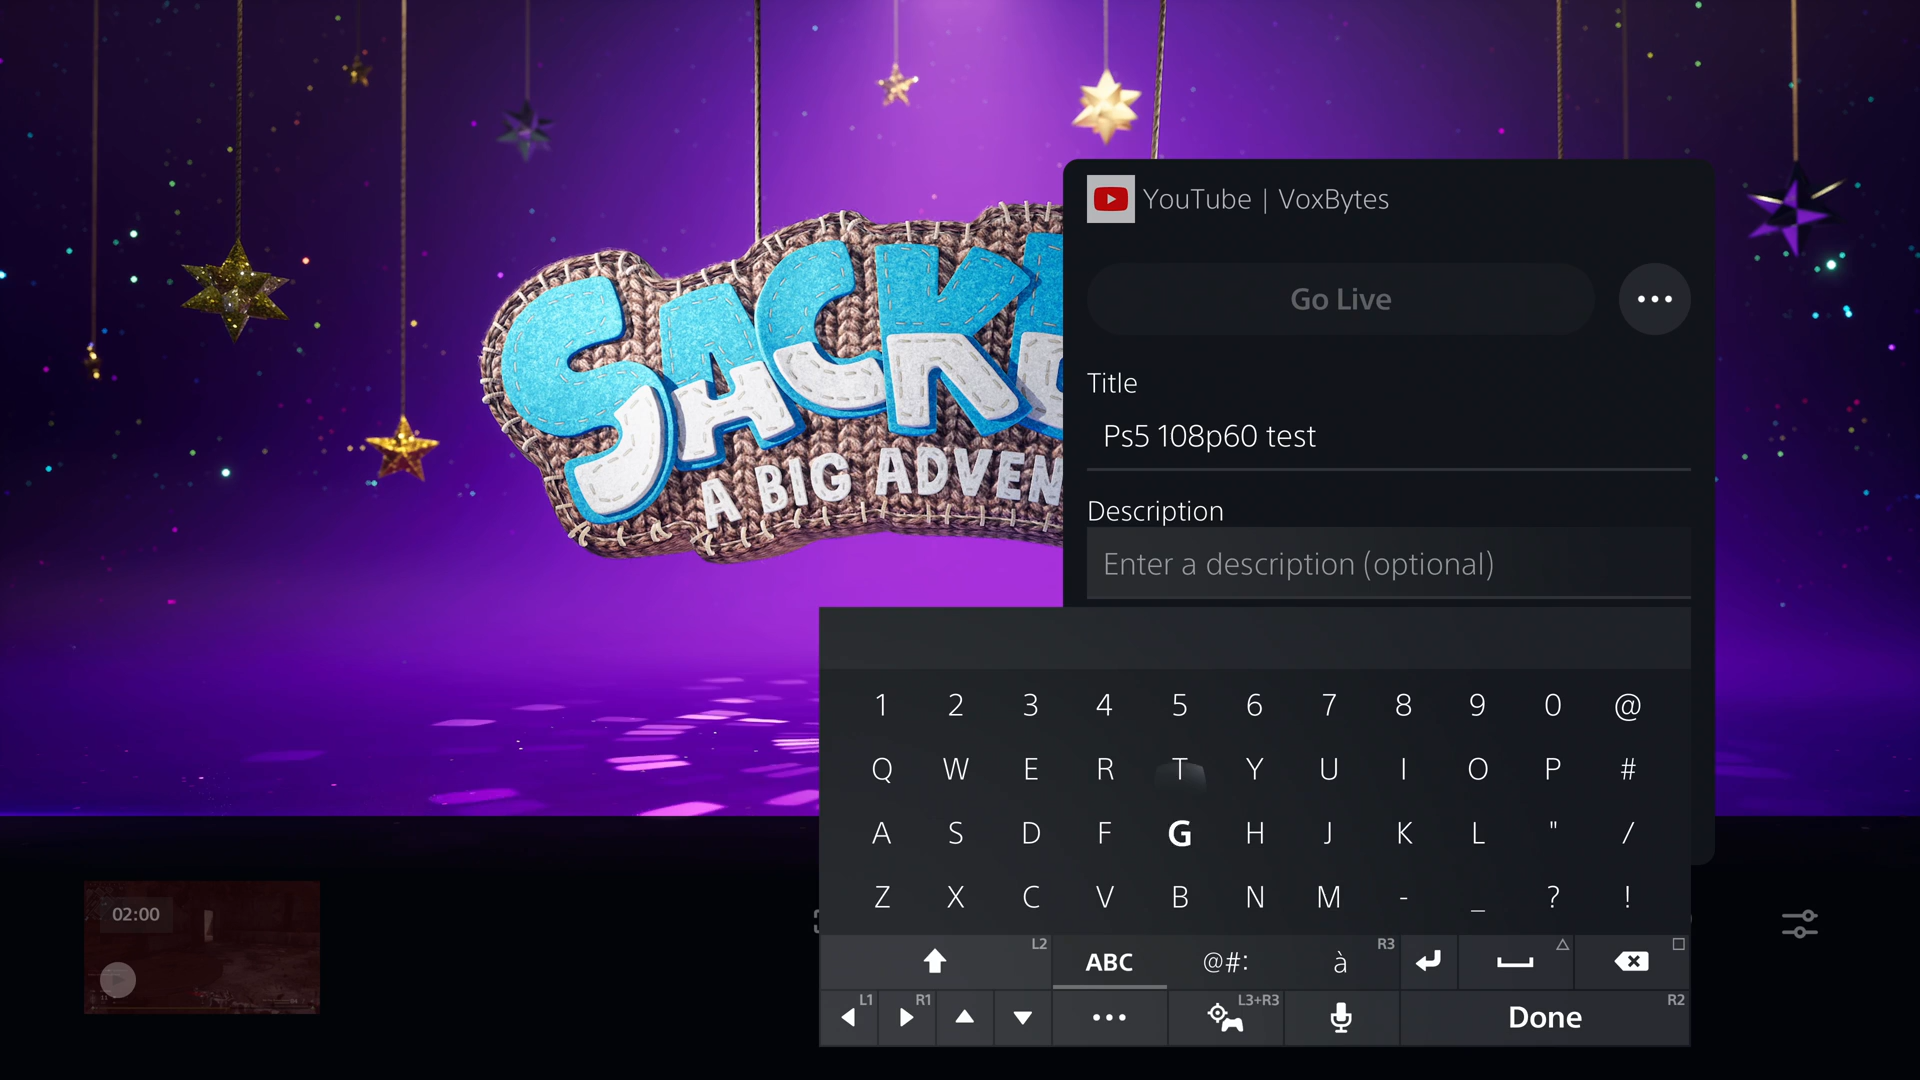 SACK
A BIG ADVEN
YouTube | VoxBytes
Go Live
Title
Ps5 108p60 test
Description
Enter a description (optional)
1 2 3 4 5 6 7 8 9 0 @
Q W E R T Y U I O P #
A S D F G H J K L " /
Z X C V B N M - _ ? !
L2 ABC @#: à R3
L1 R1 L3+R3 Done R2
02:00